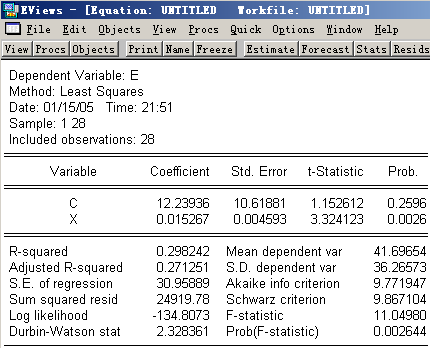 EViews - [Equation: UNTITLED Workfile: UNTITLED]
File Edit Objects View Procs Quick Options Window Help
View Procs Objects Print Name Freeze Estimate Forecast Stats Resids
Dependent Variable: E
Method: Least Squares
Date: 01/15/05 Time: 21:51
Sample: 1 28
Included observations: 28
Variable Coefficient Std. Error t-Statistic Prob.
C 12.23936 10.61881 1.152612 0.2596
X 0.015267 0.004593 3.324123 0.0026
R-squared 0.298242 Mean dependent var 41.69654
Adjusted R-squared 0.271251 S.D. dependent var 36.26573
S.E. of regression 30.95889 Akaike info criterion 9.771947
Sum squared resid 24919.78 Schwarz criterion 9.867104
Log likelihood -134.8073 F-statistic 11.04980
Durbin-Watson stat 2.328361 Prob(F-statistic) 0.002644